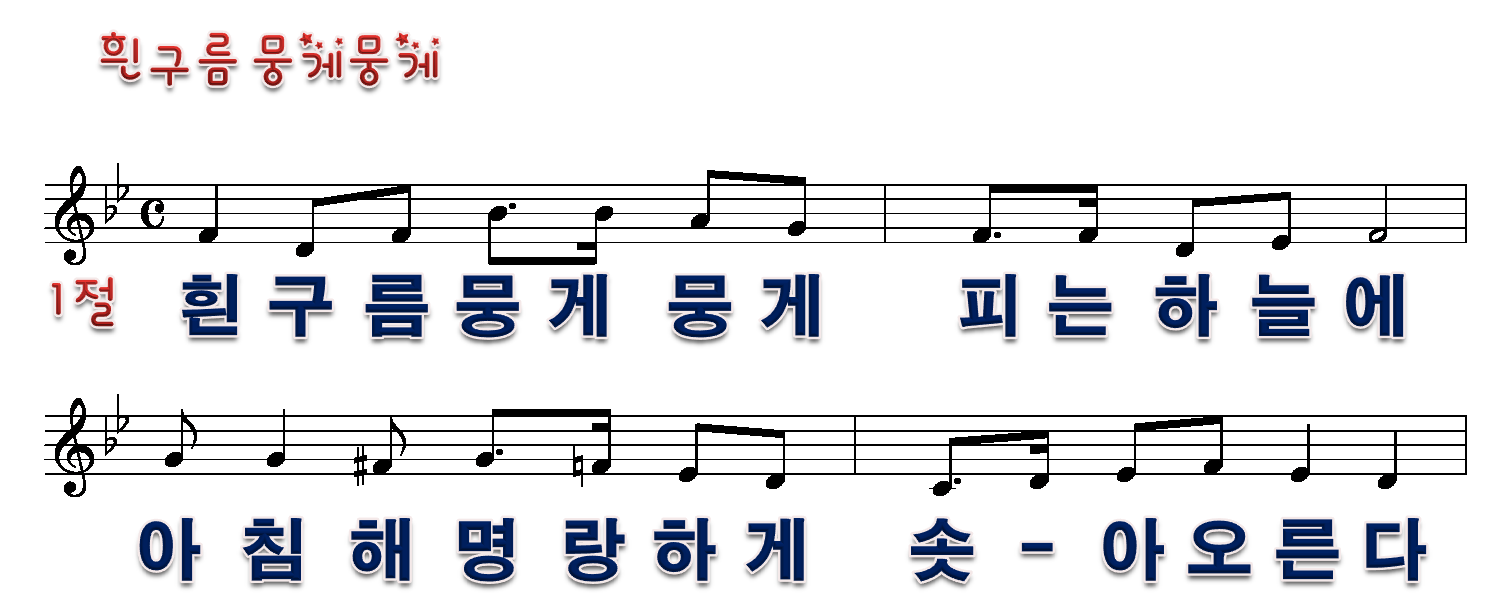 흰구름 뭉게뭉게
1절 흰 구 름 뭉 게 뭉 게 피 는 하 늘 에
아 침 해 명 랑 하 게 솟 - 아 오 른 다